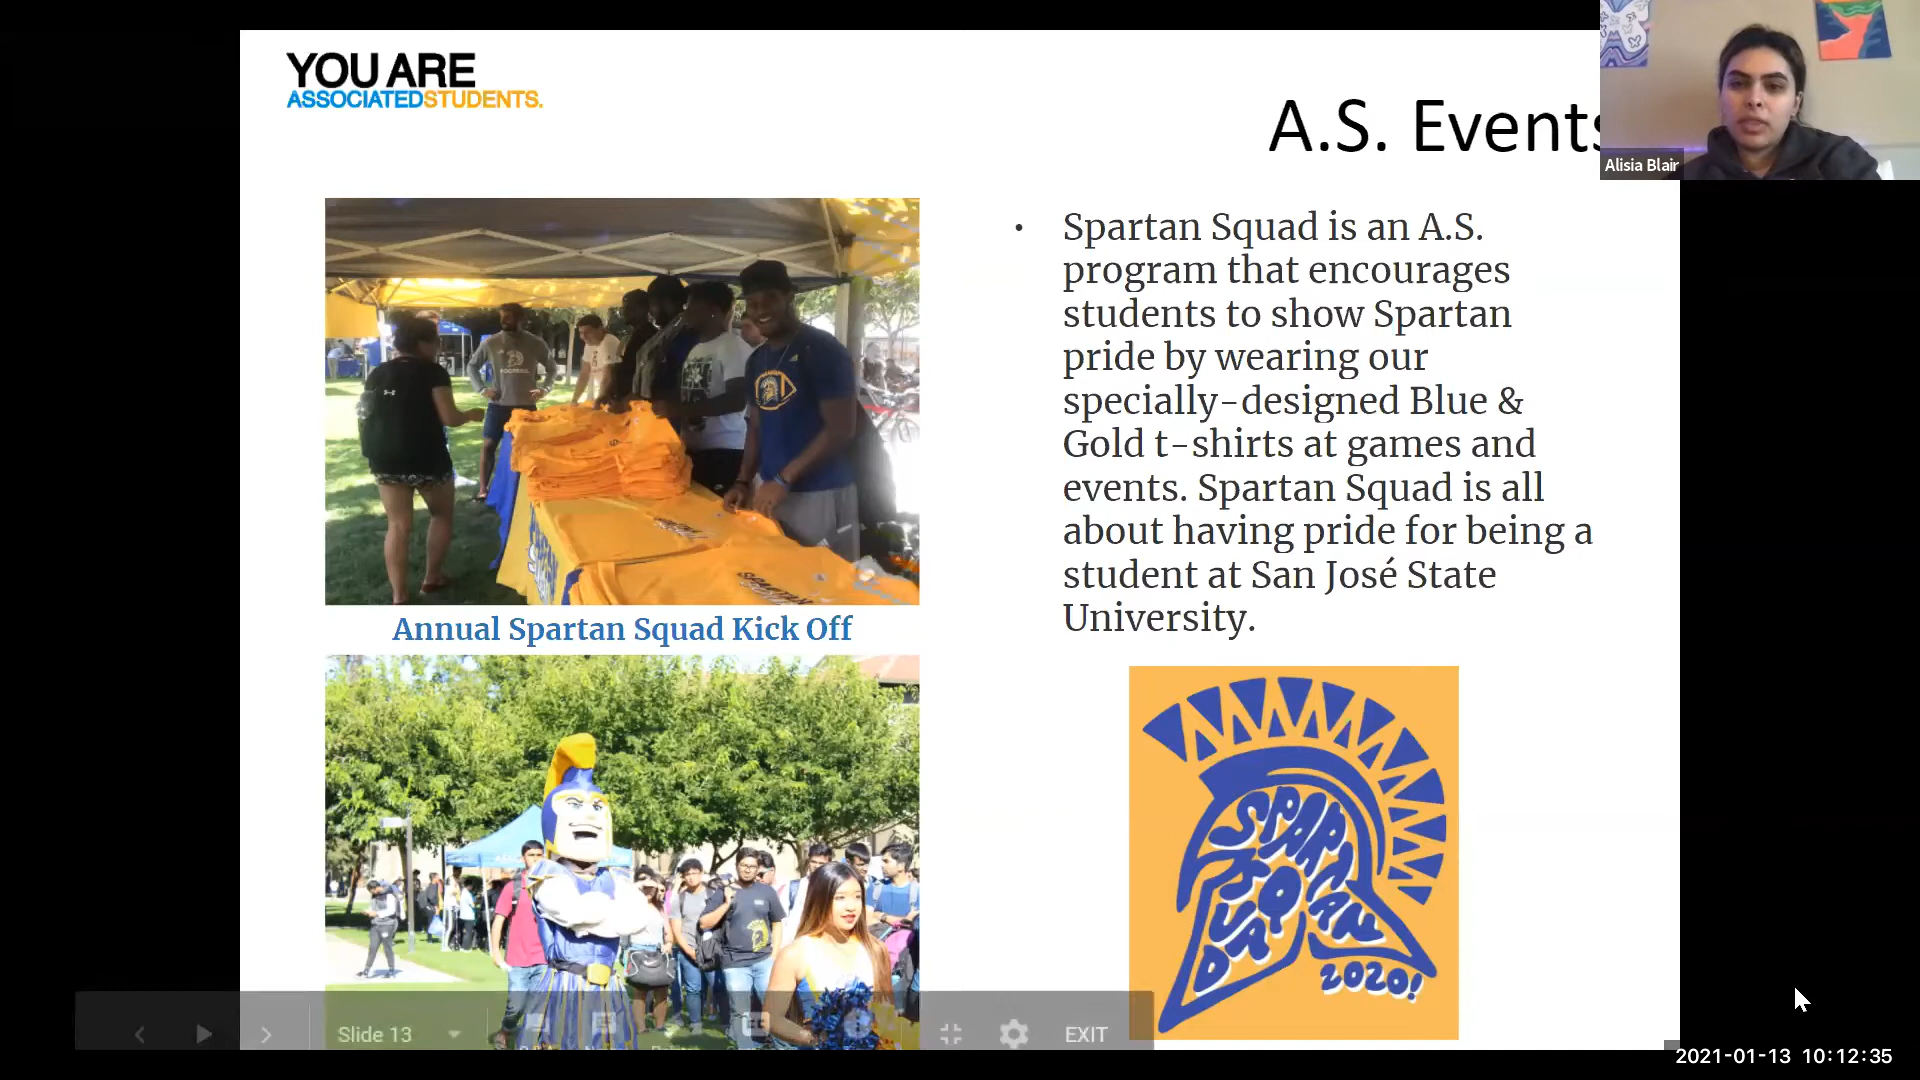 YOU ARE
ASSOCIATEDSTUDENTS.
A.S. Events
Alisia Blair
• Spartan Squad is an A.S.
program that encourages
students to show Spartan
pride by wearing our
specially-designed Blue &
Gold t-shirts at games and
events. Spartan Squad is all
about having pride for being a
student at San José State
University.
Annual Spartan Squad Kick Off
SPARTAN
SQUAD
2020!
Slide 13
EXIT
2021-01-13 10:12:35